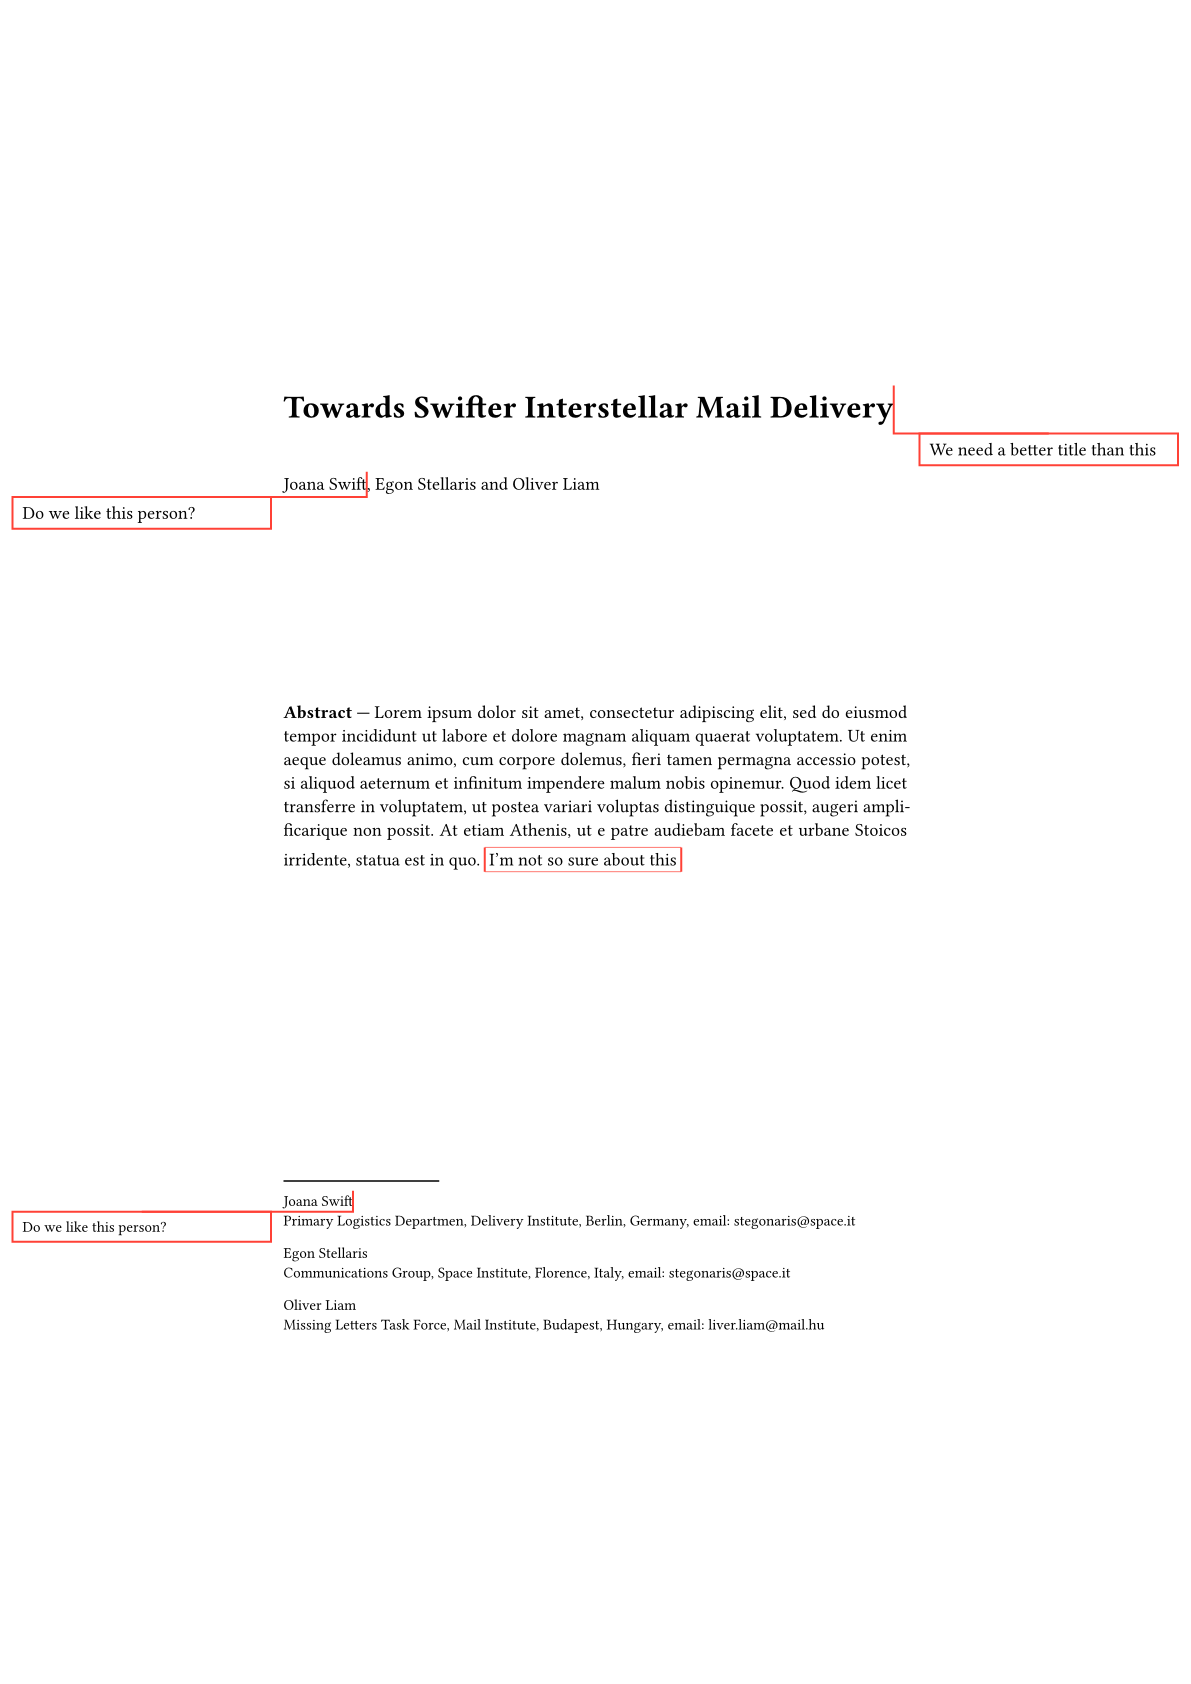 Towards Swifter Interstellar Mail Delivery
We need a better title than this
Joana Swift, Egon Stellaris and Oliver Liam
Do we like this person?
Abstract — Lorem ipsum dolor sit amet, consectetur adipiscing elit, sed do eiusmod
tempor incididunt ut labore et dolore magnam aliquam quaerat voluptatem. Ut enim
aeque doleamus animo, cum corpore dolemus, fieri tamen permagna accessio potest,
si aliquod aeternum et infinitum impendere malum nobis opinemur. Quod idem licet
transferre in voluptatem, ut postea variari voluptas distinguique possit, augeri ampli-
ficarique non possit. At etiam Athenis, ut e patre audiebam facete et urbane Stoicos
irridente, statua est in quo. I’m not so sure about this
Joana Swift
Do we like this person?
Primary Logistics Departmen, Delivery Institute, Berlin, Germany, email: stegonaris@space.it
Egon Stellaris
Communications Group, Space Institute, Florence, Italy, email: stegonaris@space.it
Oliver Liam
Missing Letters Task Force, Mail Institute, Budapest, Hungary, email: liver.liam@mail.hu